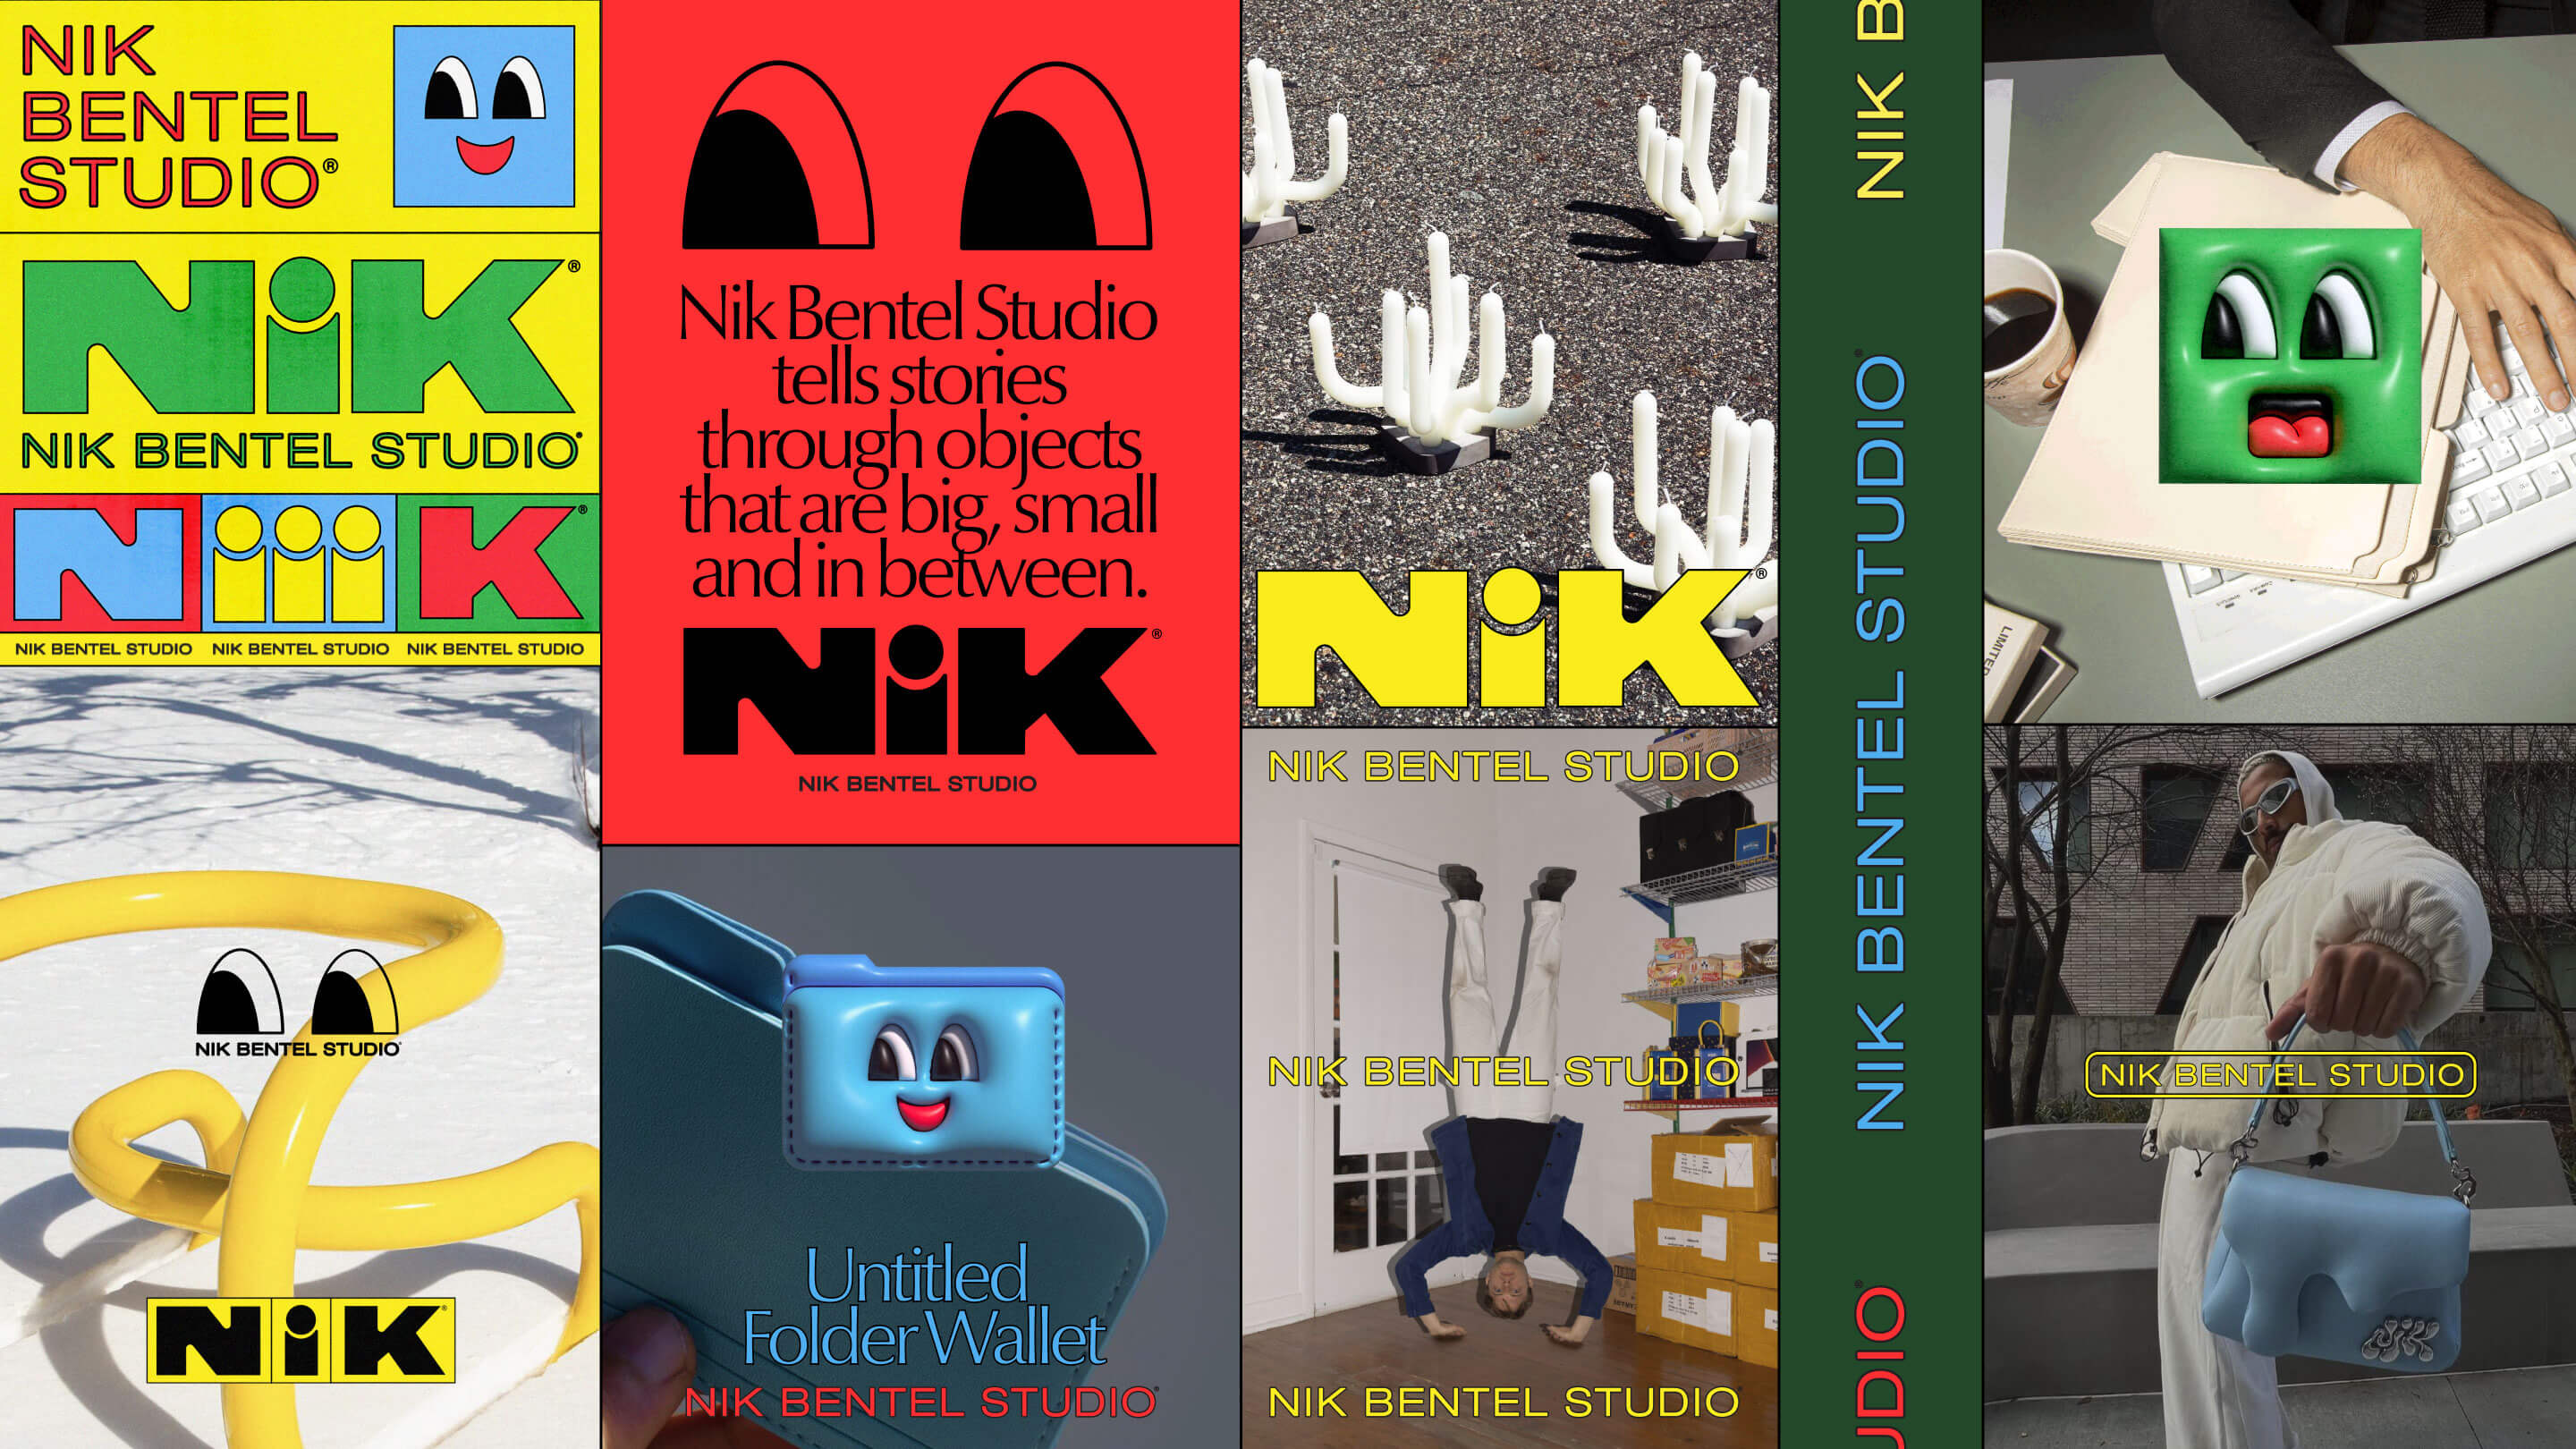 NIK
BENTEL
STUDIO®
NiK®
NIK BENTEL STUDIO
N iii K®
NIK BENTEL STUDIO NIK BENTEL STUDIO NIK BENTEL STUDIO
NIK BENTEL STUDIO
NiK
Nik Bentel Studio
tells stories
through objects
that are big, small
and in between.
NiK®
NIK BENTEL STUDIO
Untitled
Folder Wallet
NIK BENTEL STUDIO
NiK®
NIK BENTEL STUDIO
NIK BENTEL STUDIO
NIK BENTEL STUDIO
NIK B
NIK BENTEL STUDIO
UDIO
LIMITED
NIK BENTEL STUDIO
NiK